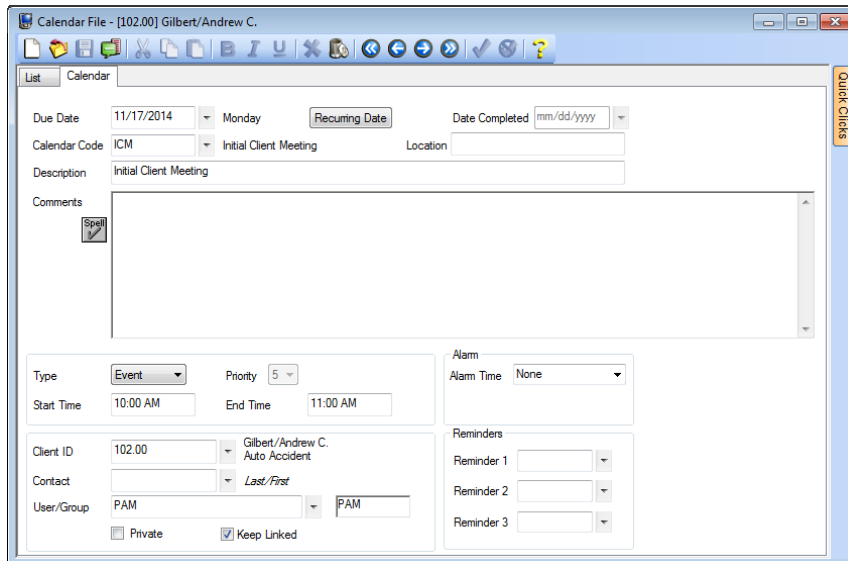 Calendar File - [102.00] Gilbert/Andrew C.
B I U ?
List Calendar
Quick Clicks
Due Date 11/17/2014 Monday Recurring Date Date Completed mm/dd/yyyy
Calendar Code ICM Initial Client Meeting Location
Description Initial Client Meeting
Comments
Spell
Alarm
Type Event Priority 5 Alarm Time None
Start Time 10:00 AM End Time 11:00 AM
Reminders
Client ID 102.00 Gilbert/Andrew C.
Auto Accident
Reminder 1
Contact Last/First
Reminder 2
User/Group PAM PAM
Reminder 3
Private Keep Linked